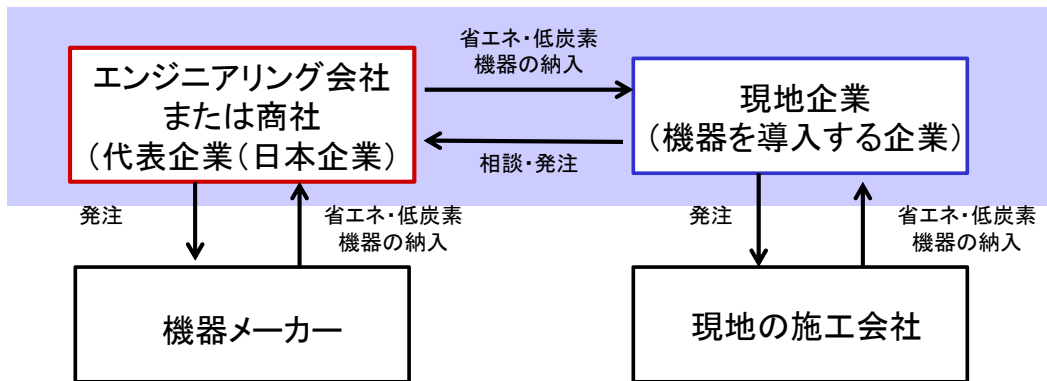 エンジニアリング会社
または商社
（代表企業（日本企業）
省エネ・低炭素
機器の納入
相談・発注
現地企業
（機器を導入する企業）
発注
省エネ・低炭素
機器の納入
発注
省エネ・低炭素
機器の納入
機器メーカー
現地の施工会社